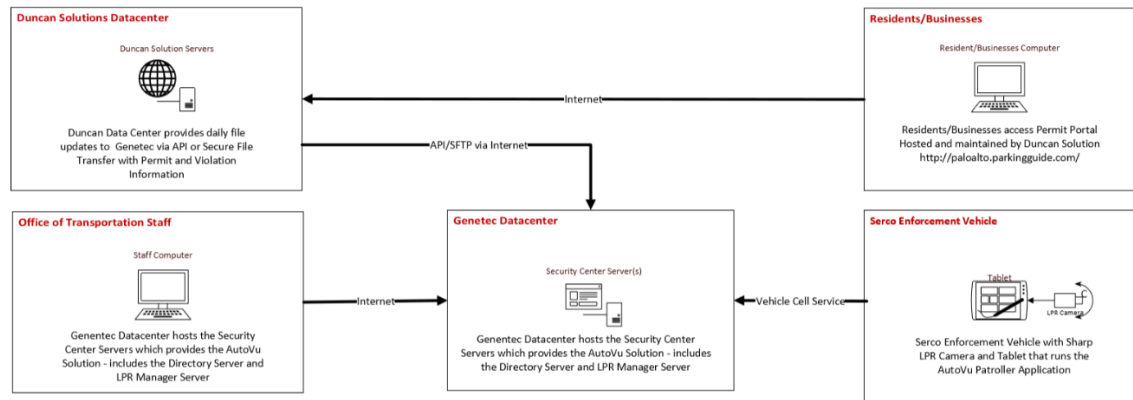 Duncan Solutions Datacenter
Duncan Solution Servers
Duncan Data Center provides daily file
updates to Genetec via API or Secure File
Transfer with Permit and Violation
Information
Internet
API/SFTP via Internet
Residents/Businesses
Resident/Businesses Computer
Residents/Businesses access Permit Portal
Hosted and maintained by Duncan Solution
http://paloalto.parkingguide.com/
Office of Transportation Staff
Staff Computer
Genentec Datacenter hosts the Security
Center Servers which provides the AutoVu
Solution - includes the Directory Server and
LPR Manager Server
Internet
Genetec Datacenter
Security Center Server(s)
Genentec Datacenter hosts the Security Center
Servers which provides the AutoVu Solution - includes
the Directory Server and LPR Manager Server
Vehicle Cell Service
Serco Enforcement Vehicle
Tablet
LPR Camera
Serco Enforcement Vehicle with Sharp
LPR Camera and Tablet that runs the
AutoVu Patroller Application